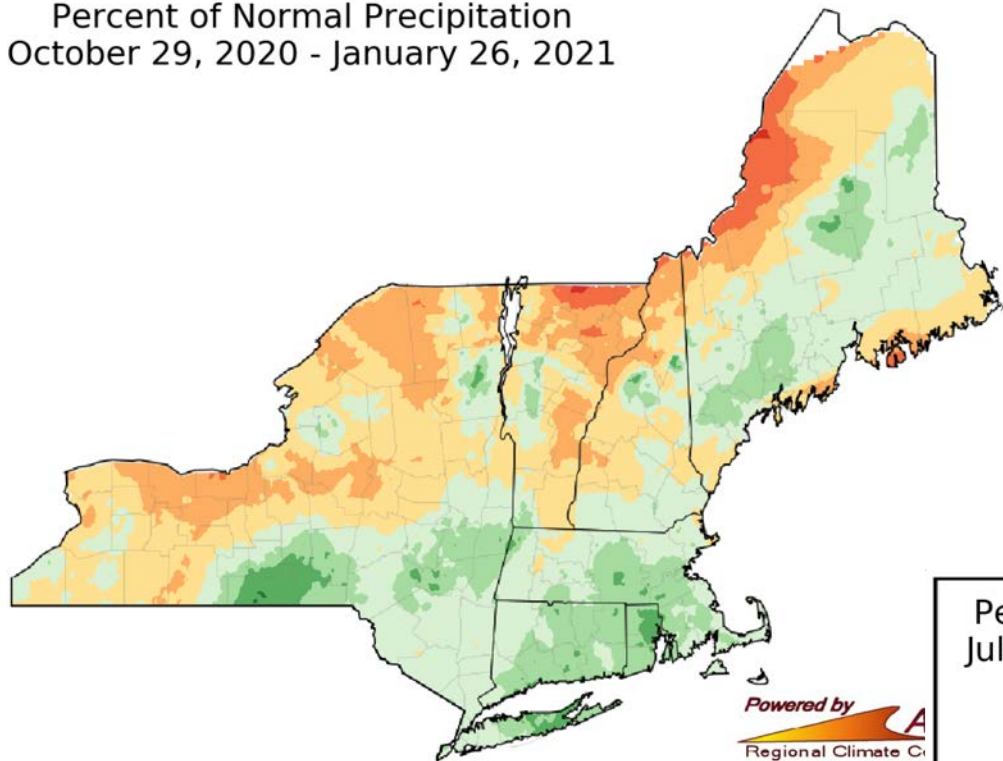 Percent of Normal Precipitation
October 29, 2020 - January 26, 2021
Powered by
Regional Climate